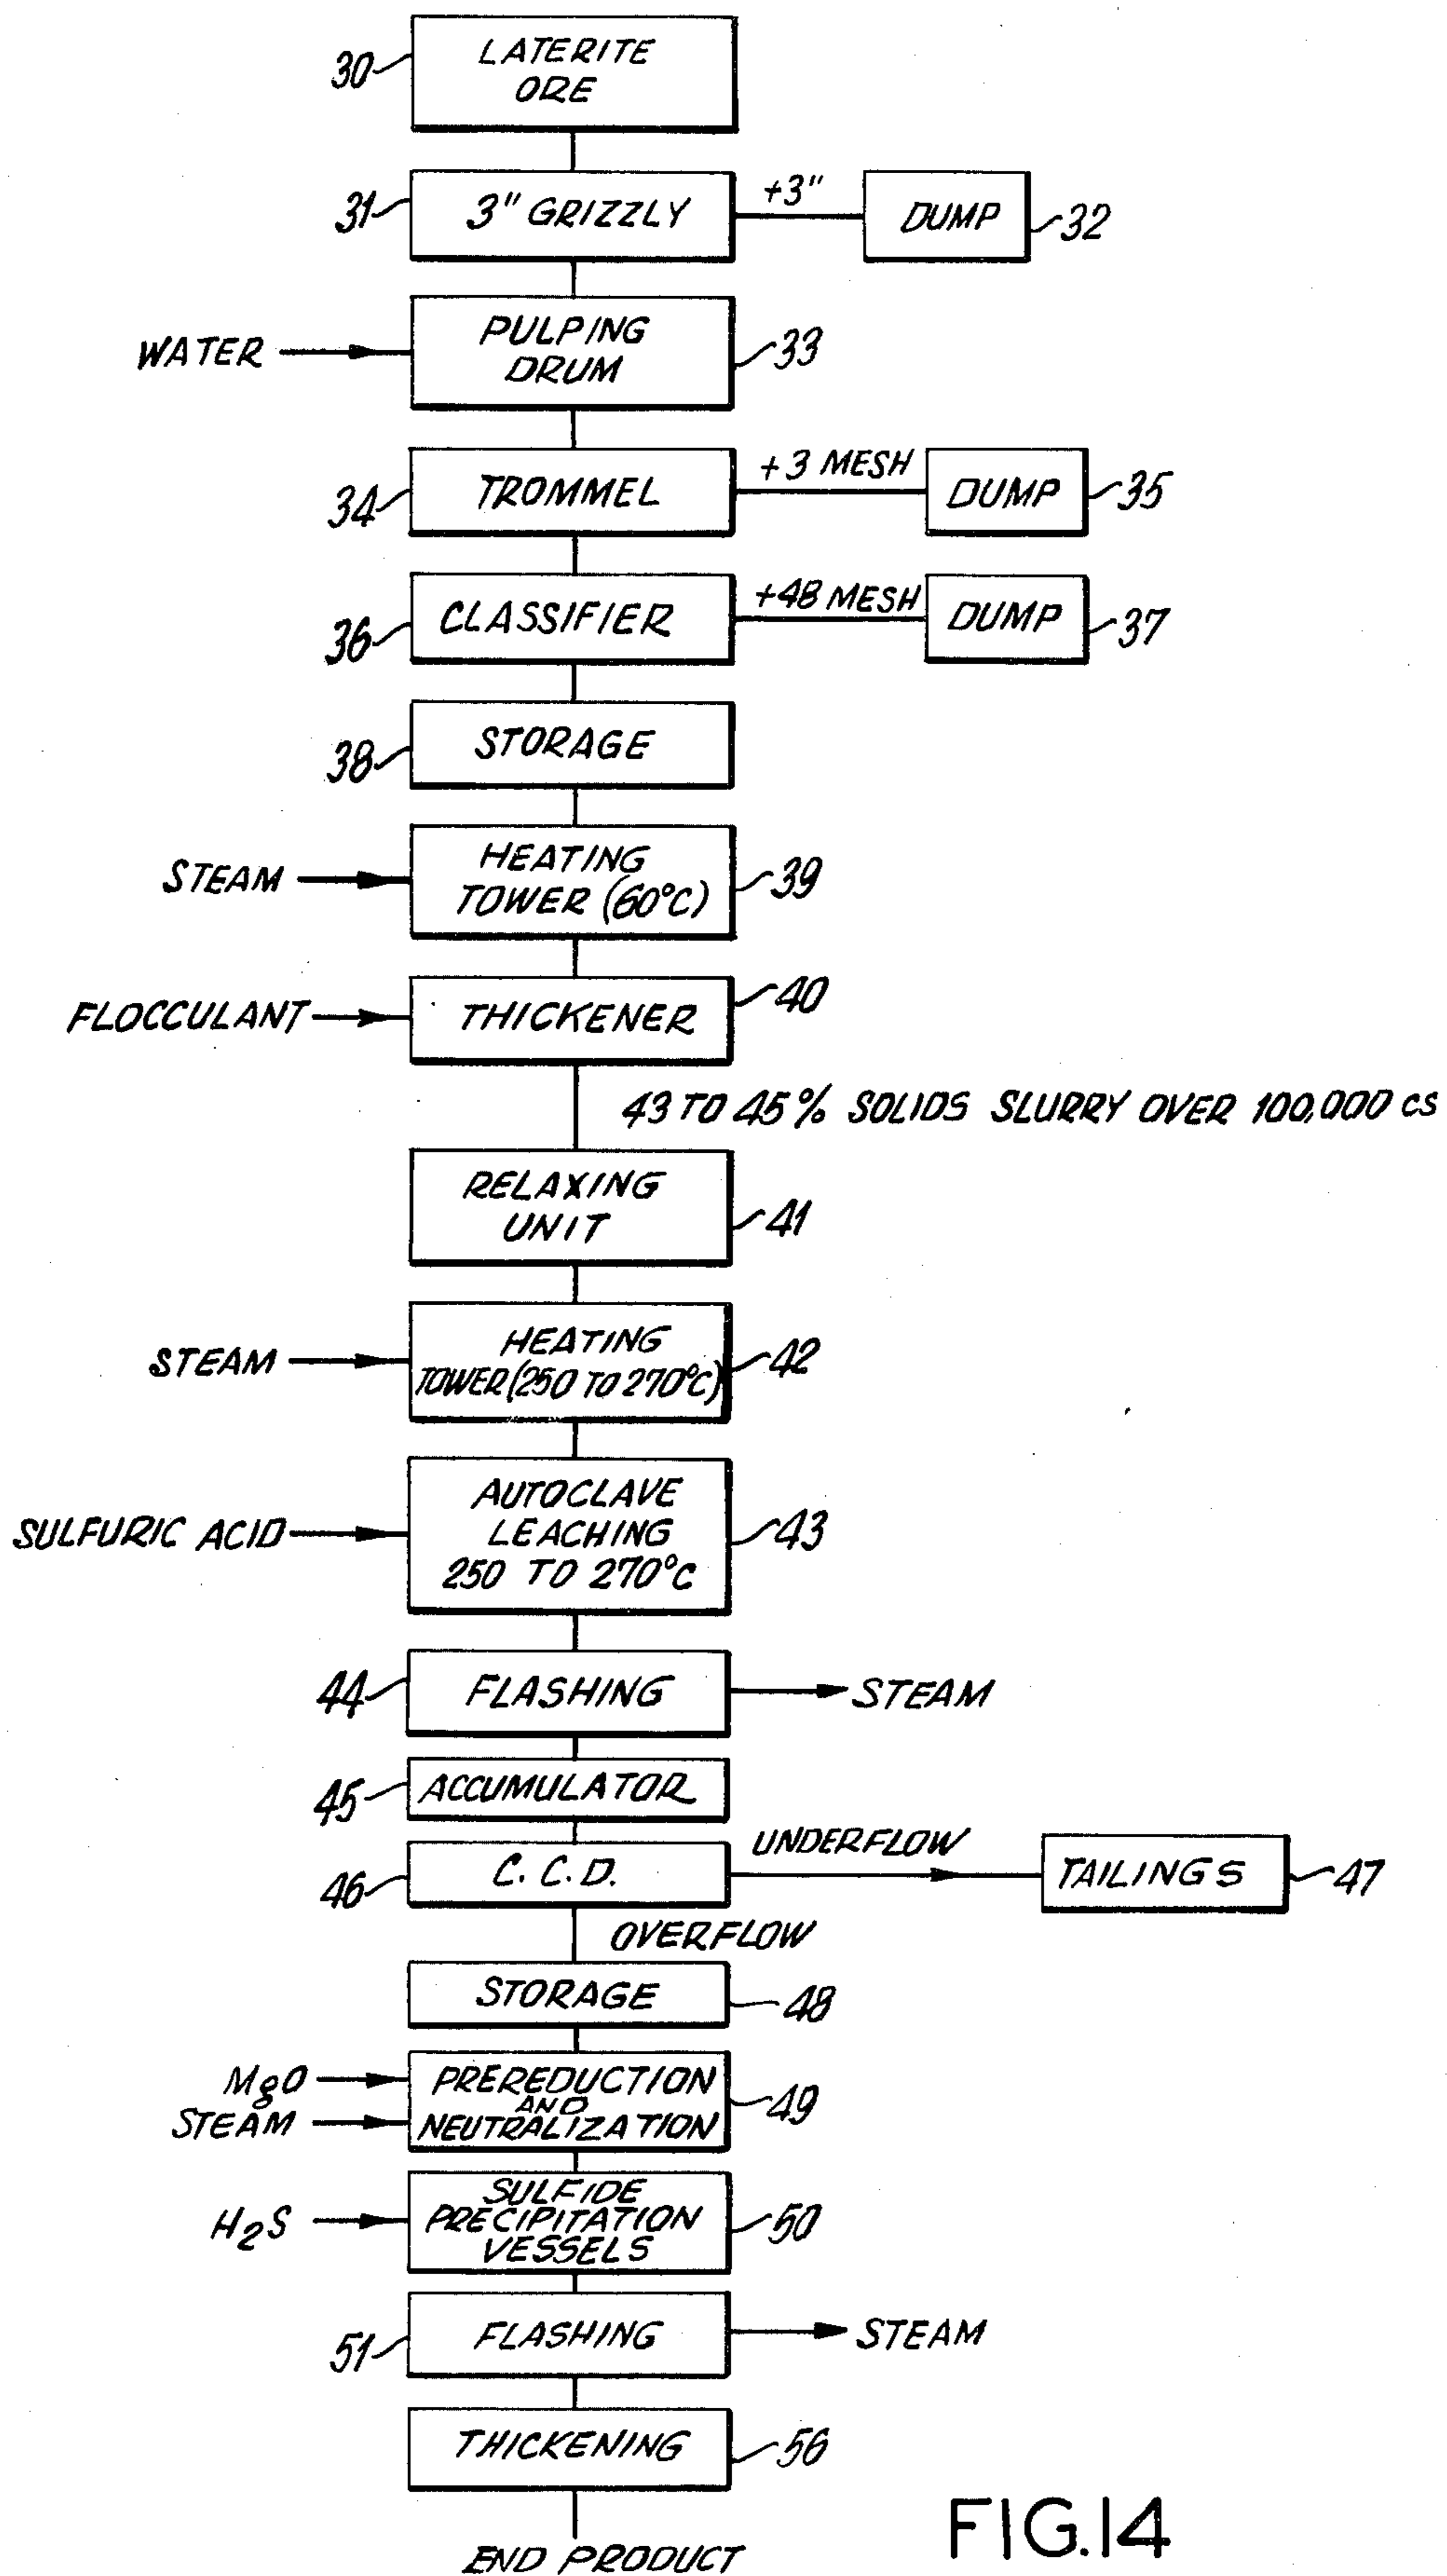 LATERITE
ORE
30
3" GRIZZLY
31
+3"
DUMP
32
WATER
PULPING
DRUM
33
TROMMEL
34
+3 MESH
DUMP
35
CLASSIFIER
36
+48 MESH
DUMP
37
STORAGE
38
STEAM
HEATING
TOWER (60°C)
39
FLOCCULANT
THICKENER
40
43 TO 45% SOLIDS SLURRY OVER 100,000 cs
RELAXING
UNIT
41
STEAM
HEATING
TOWER (250 TO 270°C)
42
SULFURIC ACID
AUTOCLAVE
LEACHING
250 TO 270°C
43
FLASHING
44
STEAM
ACCUMULATOR
45
C.C.D.
46
UNDERFLOW
TAILINGS
47
OVERFLOW
STORAGE
48
MgO
STEAM
PREREDUCTION
AND
NEUTRALIZATION
49
H2S
SULFIDE
PRECIPITATION
VESSELS
50
FLASHING
51
STEAM
THICKENING
56
END PRODUCT
FIG.14